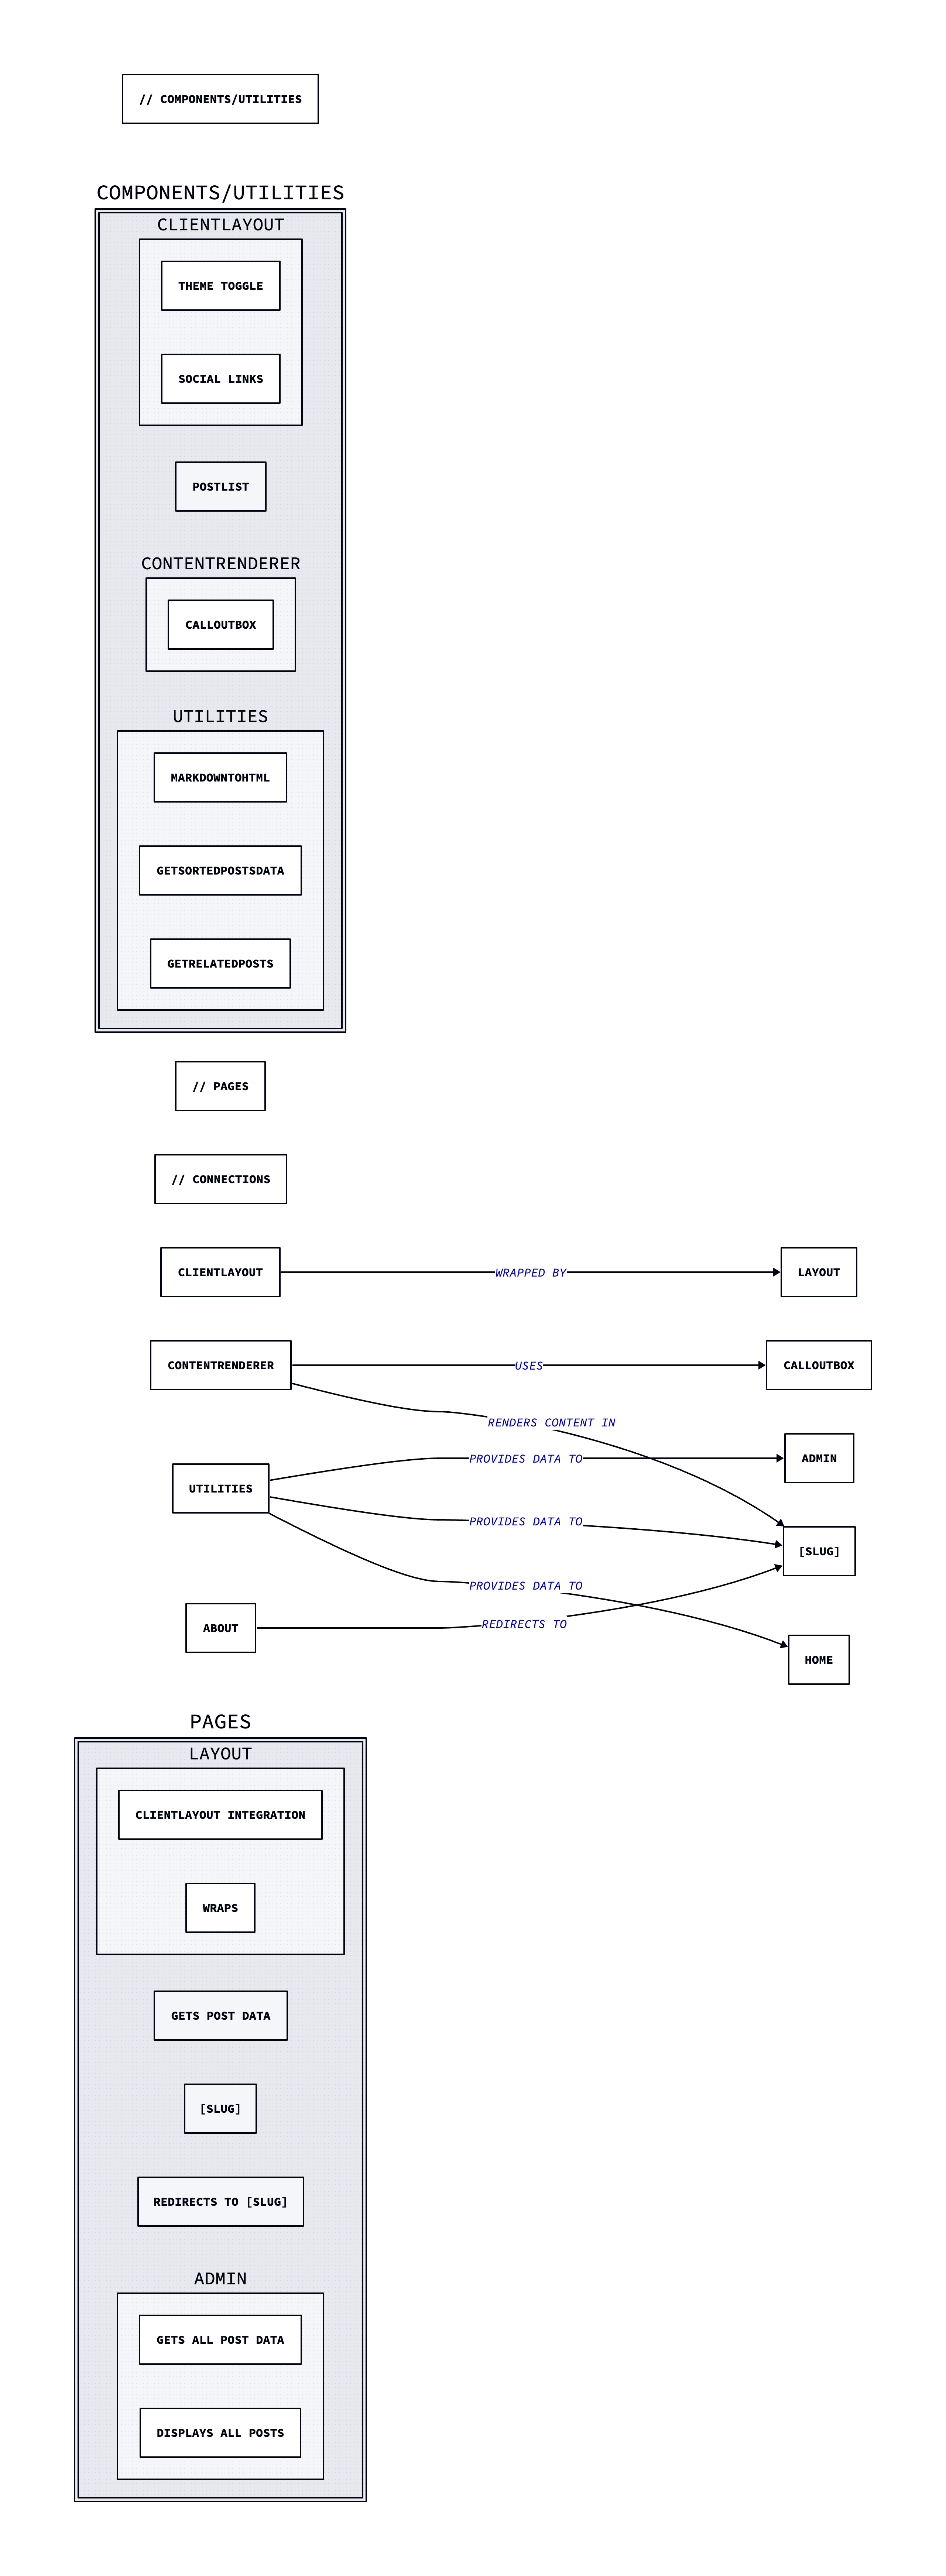 // COMPONENTS/UTILITIES
COMPONENTS/UTILITIES
CLIENTLAYOUT
THEME TOGGLE
SOCIAL LINKS
POSTLIST
CONTENTRENDERER
CALLOUTBOX
UTILITIES
MARKDOWNTOHTML
GETSORTEDPOSTSDATA
GETRELATEDPOSTS
// PAGES
// CONNECTIONS
CLIENTLAYOUT
WRAPPED BY
LAYOUT
CONTENTRENDERER
USES
CALLOUTBOX
RENDERS CONTENT IN
PROVIDES DATA TO
ADMIN
UTILITIES
PROVIDES DATA TO
[SLUG]
PROVIDES DATA TO
ABOUT
REDIRECTS TO
HOME
PAGES
LAYOUT
CLIENTLAYOUT INTEGRATION
WRAPS
GETS POST DATA
[SLUG]
REDIRECTS TO [SLUG]
ADMIN
GETS ALL POST DATA
DISPLAYS ALL POSTS